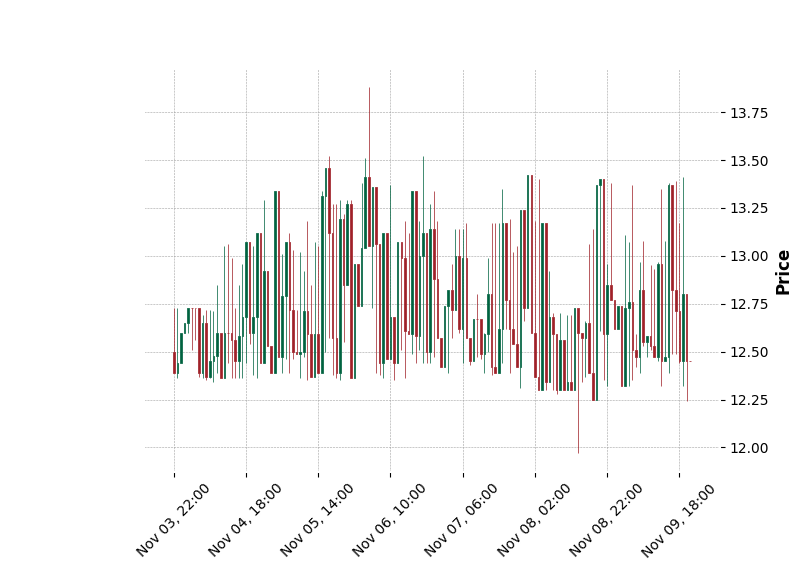 13.75
13.50
13.25
13.00
12.75
12.50
12.25
12.00
Price
Nov 03, 22:00
Nov 04, 18:00
Nov 05, 14:00
Nov 06, 10:00
Nov 07, 06:00
Nov 08, 02:00
Nov 08, 22:00
Nov 09, 18:00